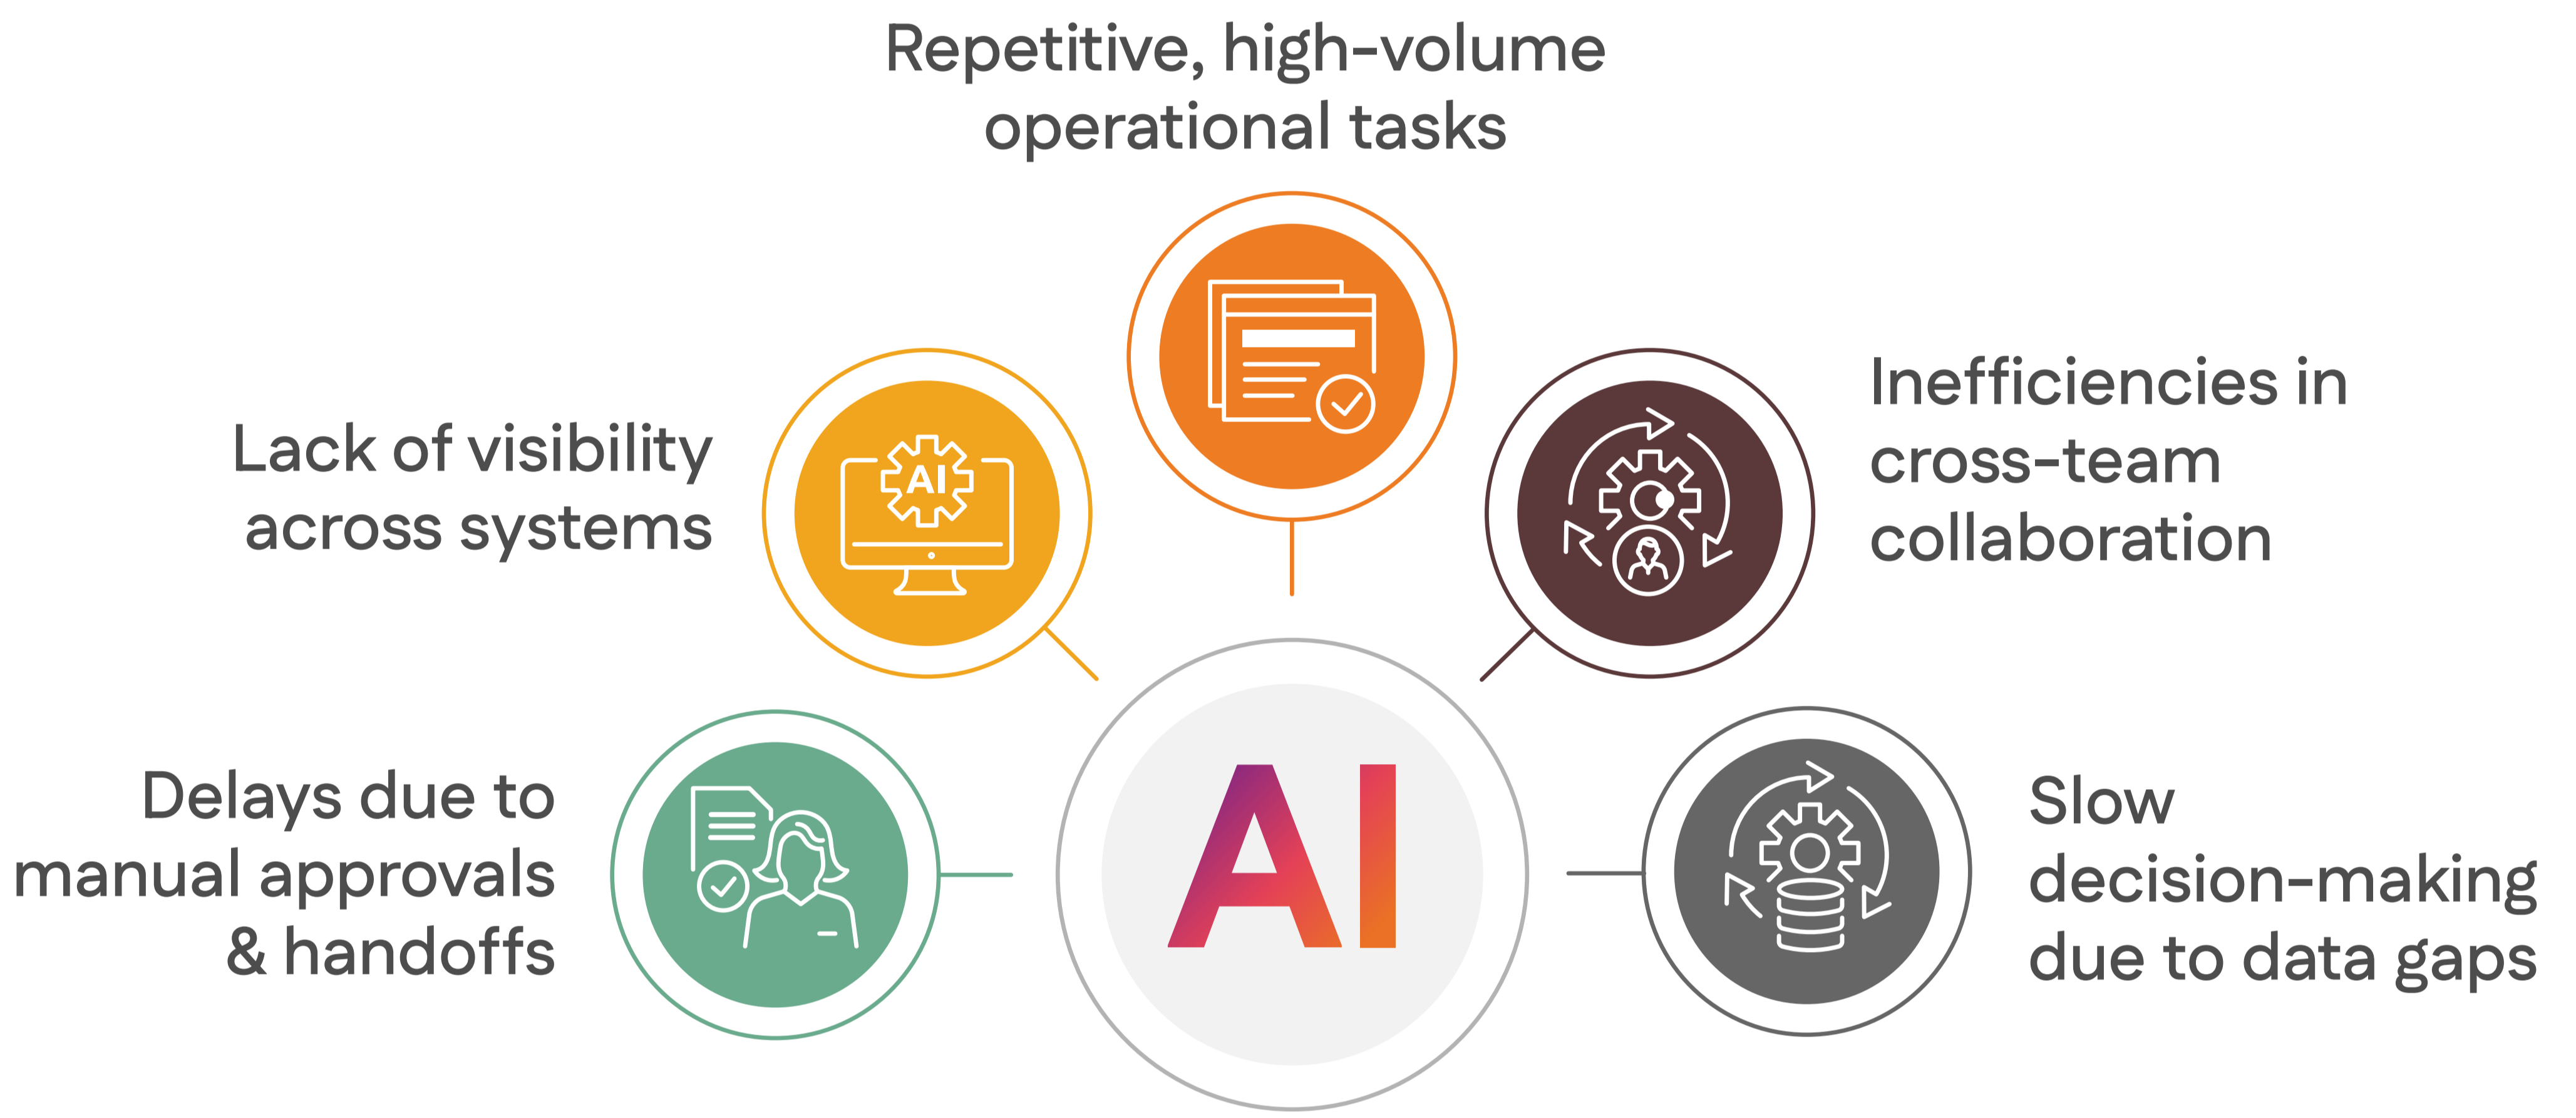 Repetitive, high-volume
operational tasks
Lack of visibility
across systems
AI
Inefficiencies in
cross-team
collaboration
Delays due to
manual approvals
& handoffs
AI
Slow
decision-making
due to data gaps